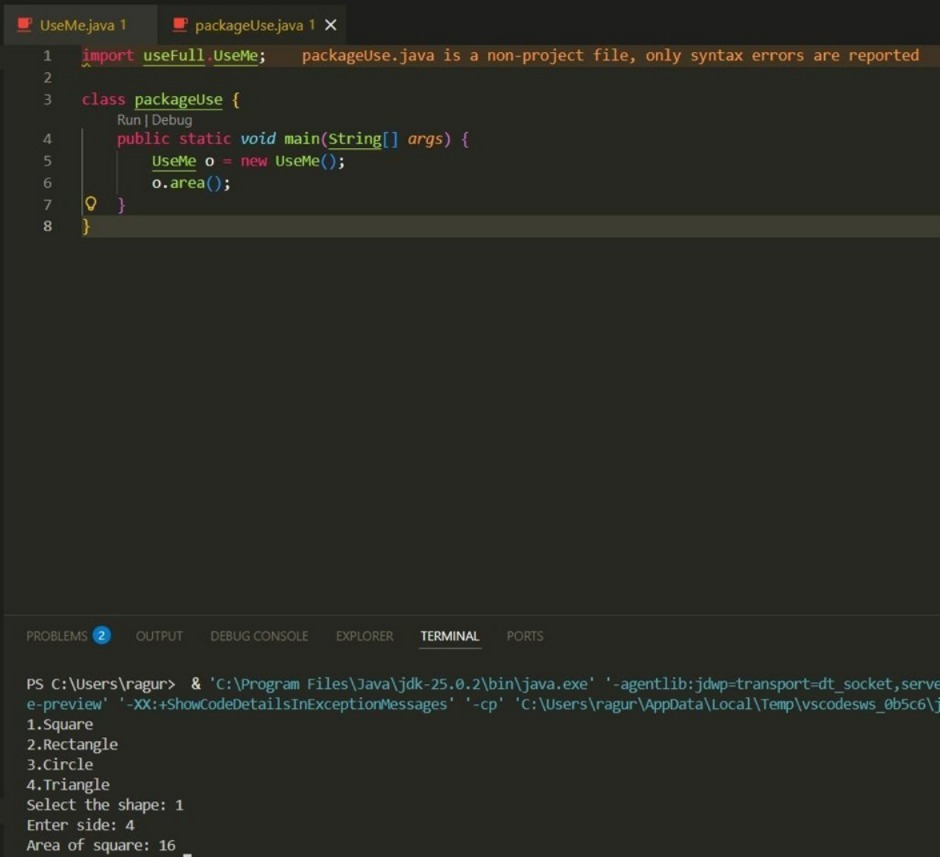 UseMe.java 1 packageUse.java 1
1 import useFull.UseMe; packageUse.java is a non-project file, only syntax errors are reported
2
3 class packageUse {
Run | Debug
4 public static void main(String[] args) {
5 UseMe o = new UseMe();
6 o.area();
7 }
8 }
PROBLEMS 2 OUTPUT DEBUG CONSOLE EXPLORER TERMINAL PORTS
PS C:\Users\ragur> & 'C:\Program Files\Java\jdk-25.0.2\bin\java.exe' '-agentlib:jdwp=transport=dt_socket,serve
e-preview' '-XX:+ShowCodeDetailsInExceptionMessages' '-cp' 'C:\Users\ragur\AppData\Local\Temp\vscodesws_0b5c6\j
1.Square
2.Rectangle
3.Circle
4.Triangle
Select the shape: 1
Enter side: 4
Area of square: 16